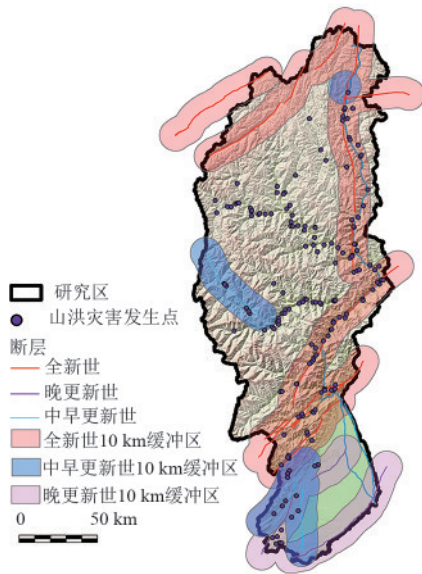 研究区
山洪灾害发生点
断层
全新世
晚更新世
中早更新世
全新世10 km缓冲区
中早更新世10 km缓冲区
晚更新世10 km缓冲区
0 50 km